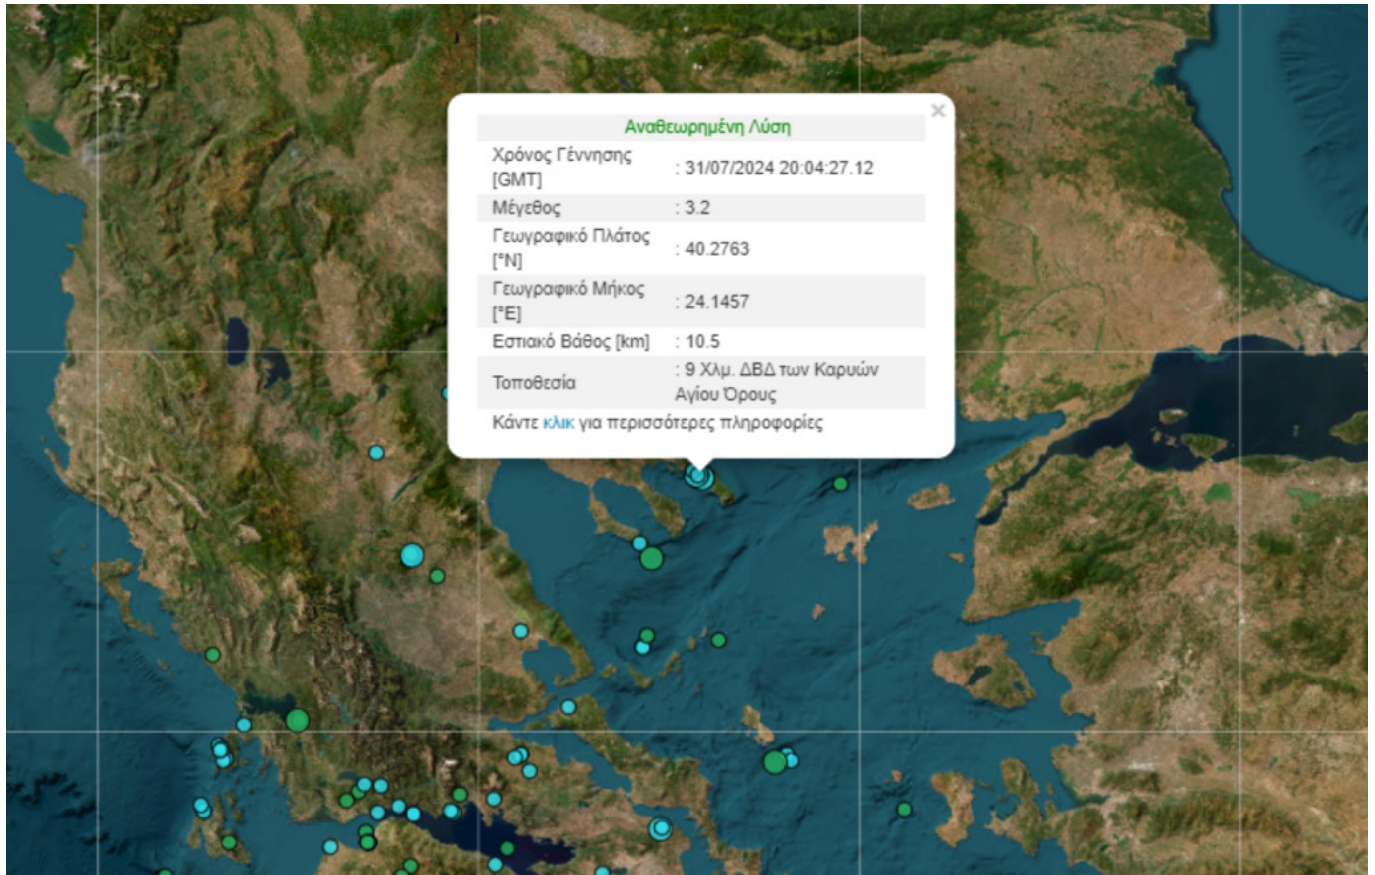 ×
Αναθεωρημένη Λύση
Χρόνος Γέννησης
[GMT]
: 31/07/2024 20:04:27.12
Μέγεθος
: 3.2
Γεωγραφικό Πλάτος
[°N]
: 40.2763
Γεωγραφικό Μήκος
[°E]
: 24.1457
Εστιακό Βάθος [km]
: 10.5
Τοποθεσία
: 9 Χλμ. ΔΒΔ των Καρυών
Αγίου Όρους
Κάντε κλικ για περισσότερες πληροφορίες